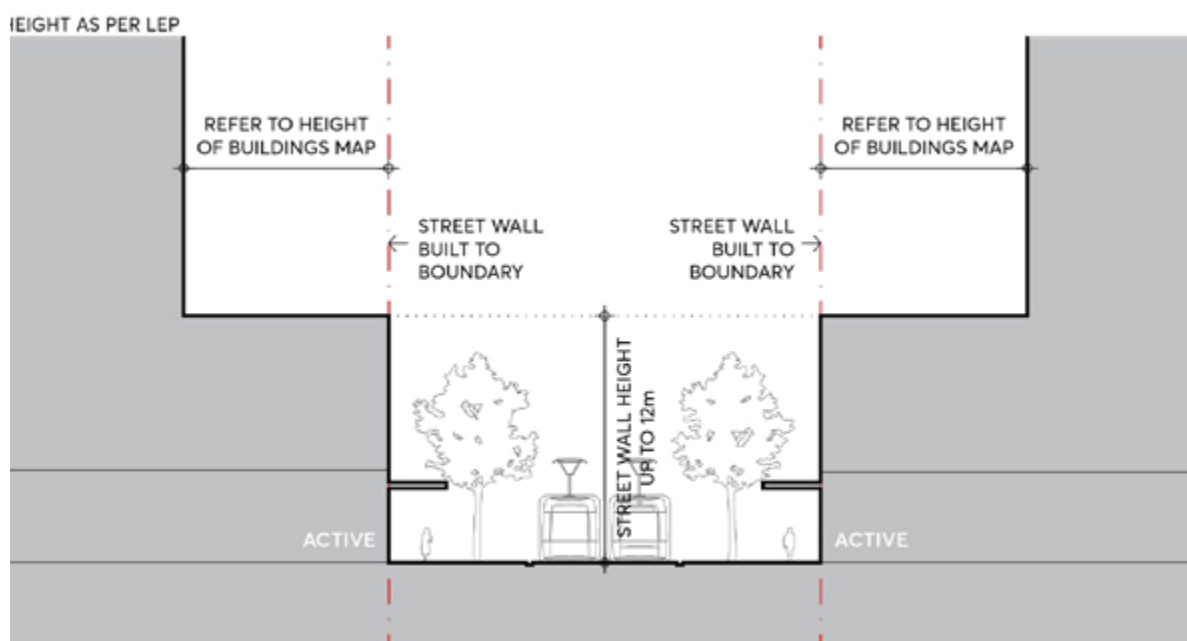 HEIGHT AS PER LEP
REFER TO HEIGHT
OF BUILDINGS MAP
REFER TO HEIGHT
OF BUILDINGS MAP
STREET WALL
BUILT TO
BOUNDARY
STREET WALL
BUILT TO
BOUNDARY
STREET WALL HEIGHT
UP TO 12m
ACTIVE
ACTIVE